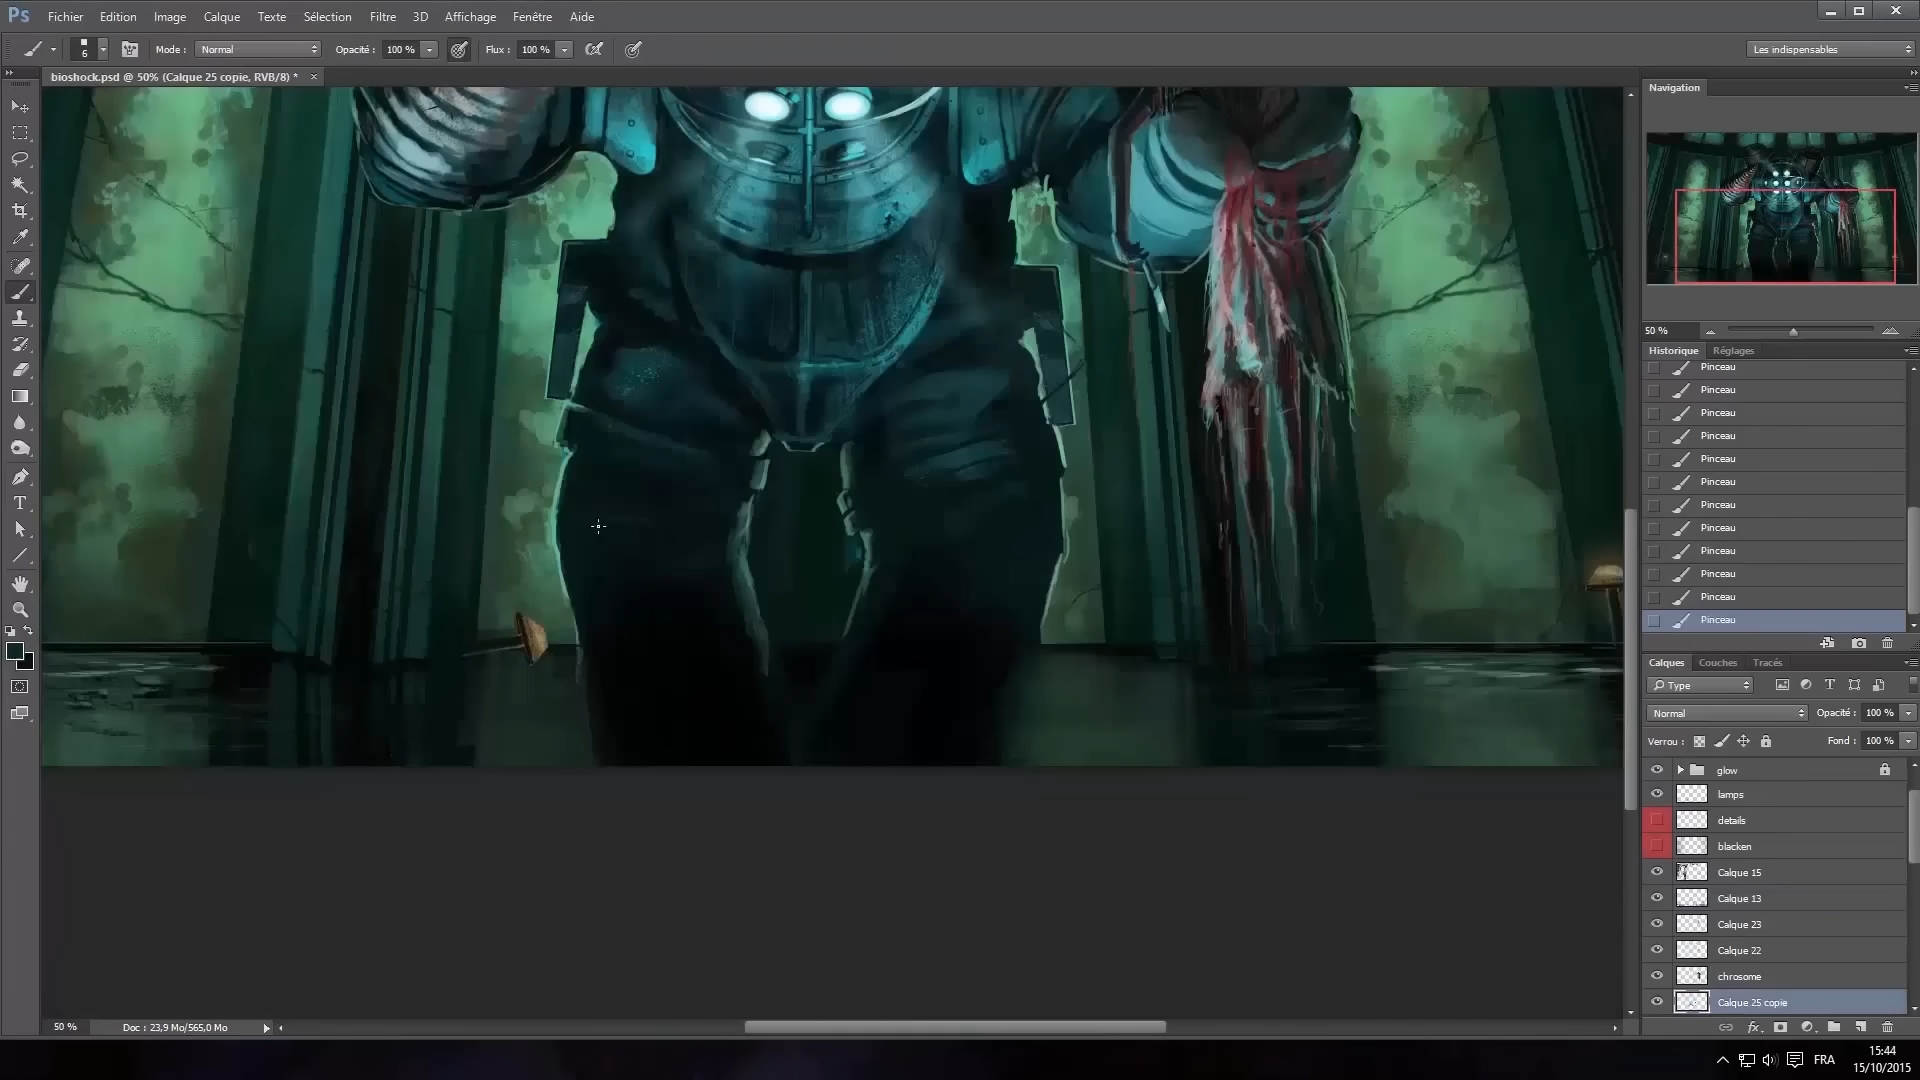 Ps Fichier Edition Image Calque Texte Sélection Filtre 3D Affichage Fenêtre Aide
6 Mode : Normal Opacité : 100 % Flux : 100 % Les indispensables
bioshock.psd @ 50% (Calque 25 copie, RVB/8) *
Navigation
50 %
Historique Réglages
Pinceau
Pinceau
Pinceau
Pinceau
Pinceau
Pinceau
Pinceau
Pinceau
Pinceau
Pinceau
Pinceau
Pinceau
Calques Couches Tracés
Type
Normal Opacité : 100 %
Verrou : Fond : 100 %
glow
lamps
details
blacken
Calque 15
Calque 13
Calque 23
Calque 22
chrosome
Calque 25 copie
fx
50 % Doc : 23,9 Mo/565,0 Mo
FRA
15:44
15/10/2015